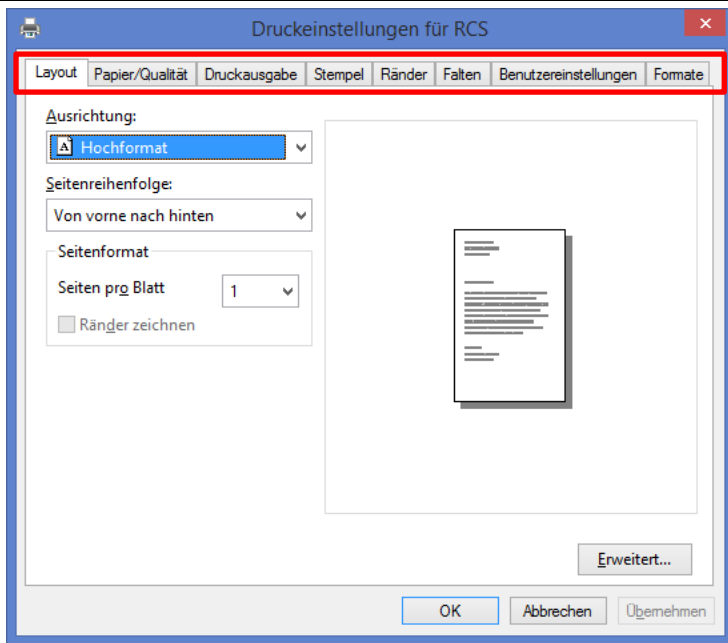 Druckeinstellungen für RCS
Layout Papier/Qualität Druckausgabe Stempel Ränder Falten Benutzereinstellungen Formate
Ausrichtung:
Hochformat
Seitenreihenfolge:
Von vorne nach hinten
Seitenformat
Seiten pro Blatt 1
Ränder zeichnen
Erweitert...
OK Abbrechen Übernehmen